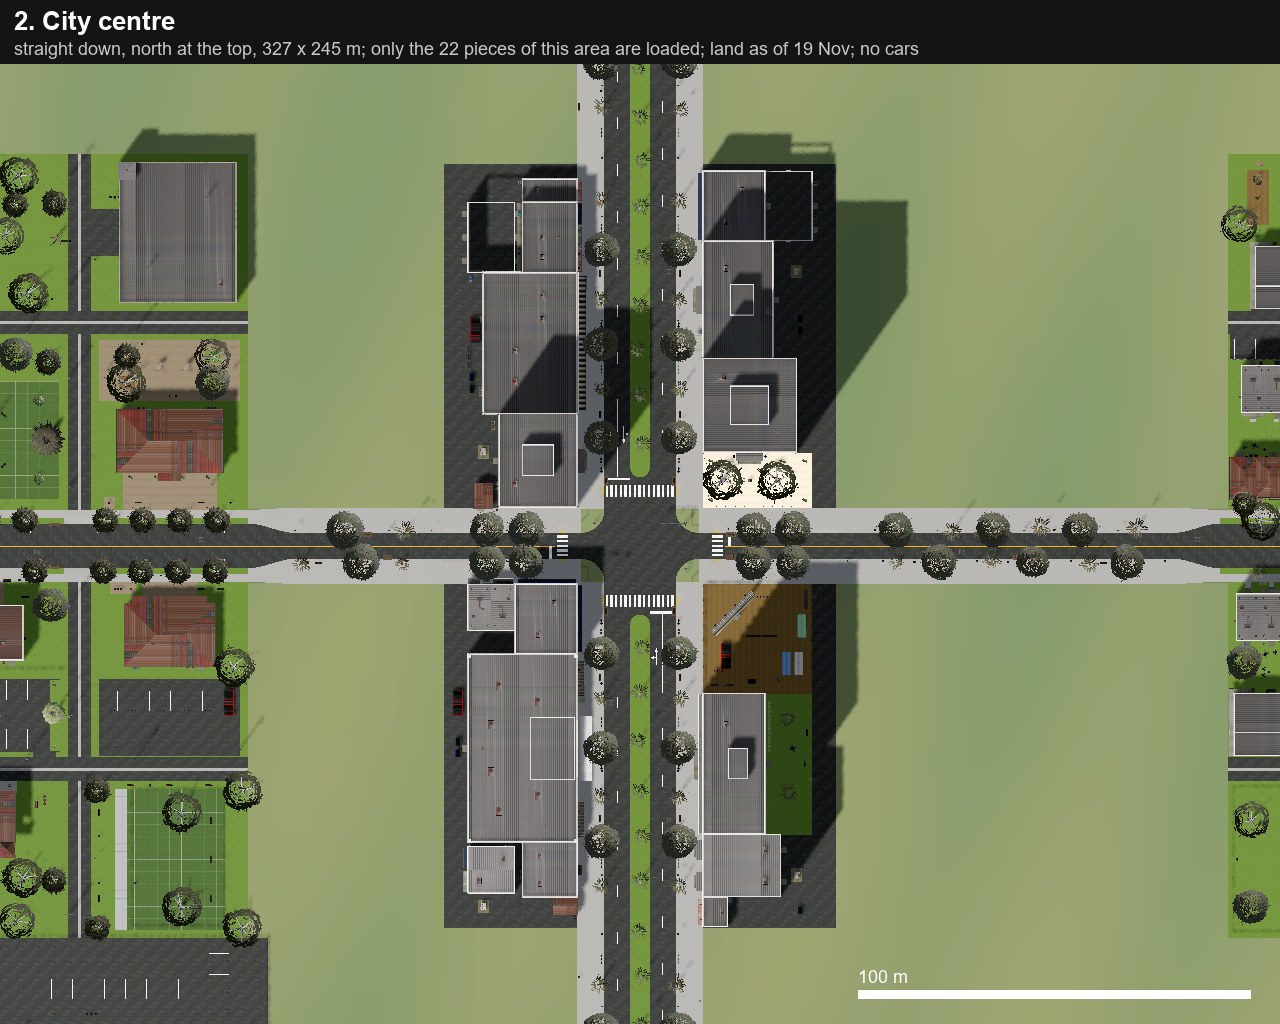 2. City centre
straight down, north at the top, 327 x 245 m; only the 22 pieces of this area are loaded; land as of 19 Nov; no cars
100 m